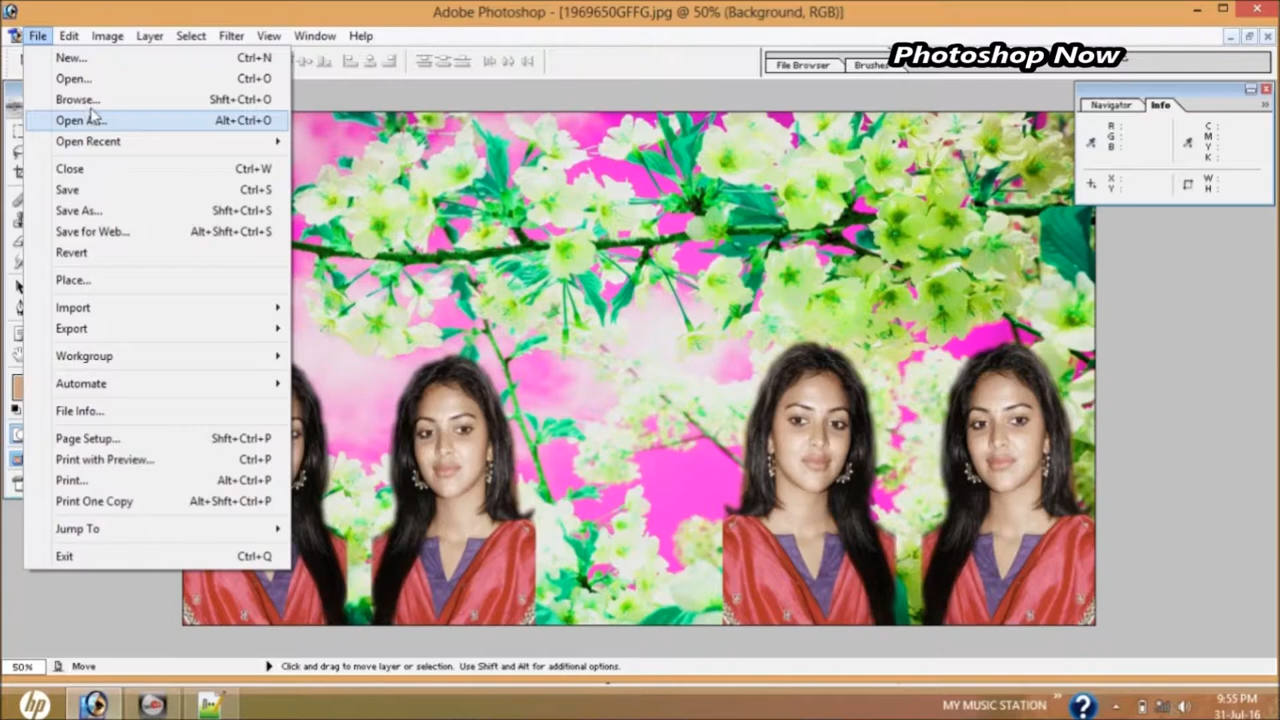 Adobe Photoshop - [1969650GFFG.jpg @ 50% (Background, RGB)]
File Edit Image Layer Select Filter View Window Help
Photoshop Now
File Browser Brushes
New... Ctrl+N
Open... Ctrl+O
Browse... Shft+Ctrl+O
Open As... Alt+Ctrl+O
Open Recent
Close Ctrl+W
Save Ctrl+S
Save As... Shft+Ctrl+S
Save for Web... Alt+Shft+Ctrl+S
Revert
Place...
Import
Export
Workgroup
Automate
File Info...
Page Setup... Shft+Ctrl+P
Print with Preview... Ctrl+P
Print... Alt+Ctrl+P
Print One Copy Alt+Shft+Ctrl+P
Jump To
Exit Ctrl+Q
Navigator Info
R : C :
G : M :
B : Y :
K :
X : W :
Y : H :
50% Move Click and drag to move layer or selection. Use Shift and Alt for additional options.
hp MY MUSIC STATION 9:55 PM
31-Jul-16